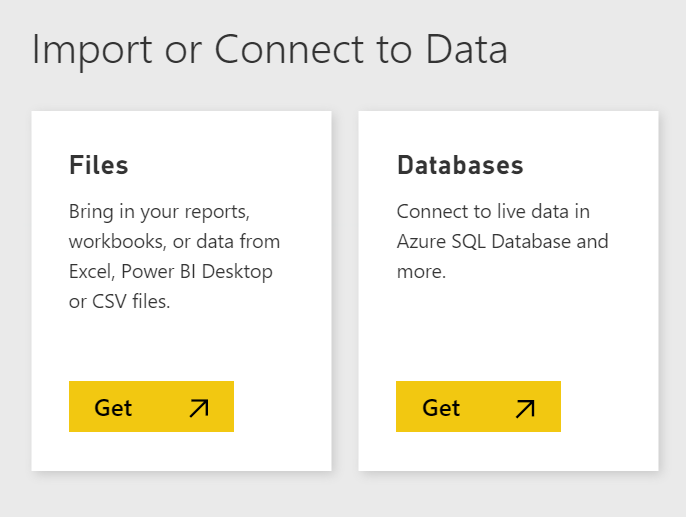 Import or Connect to Data
Files
Bring in your reports,
workbooks, or data from
Excel, Power BI Desktop
or CSV files.
Get
Databases
Connect to live data in
Azure SQL Database and
more.
Get